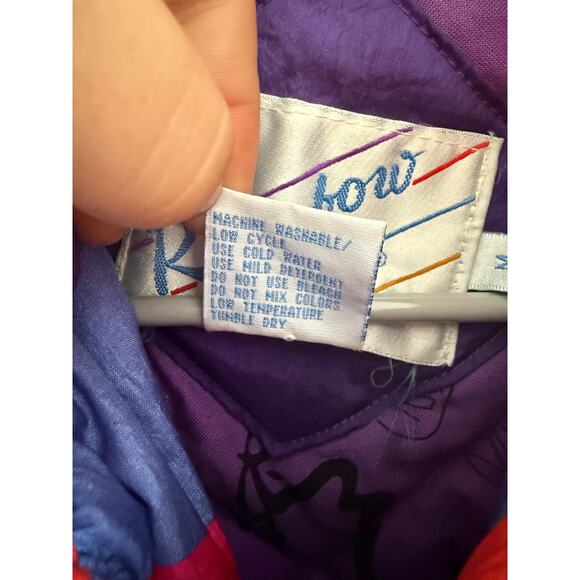 bow
R
MACHINE WASHABLE/
LOW CYCLE
USE COLD WATER
USE MILD DETERGENT
DO NOT USE BLEACH
DO NOT MIX COLORS
LOW TEMPERATURE
TUMBLE DRY
M